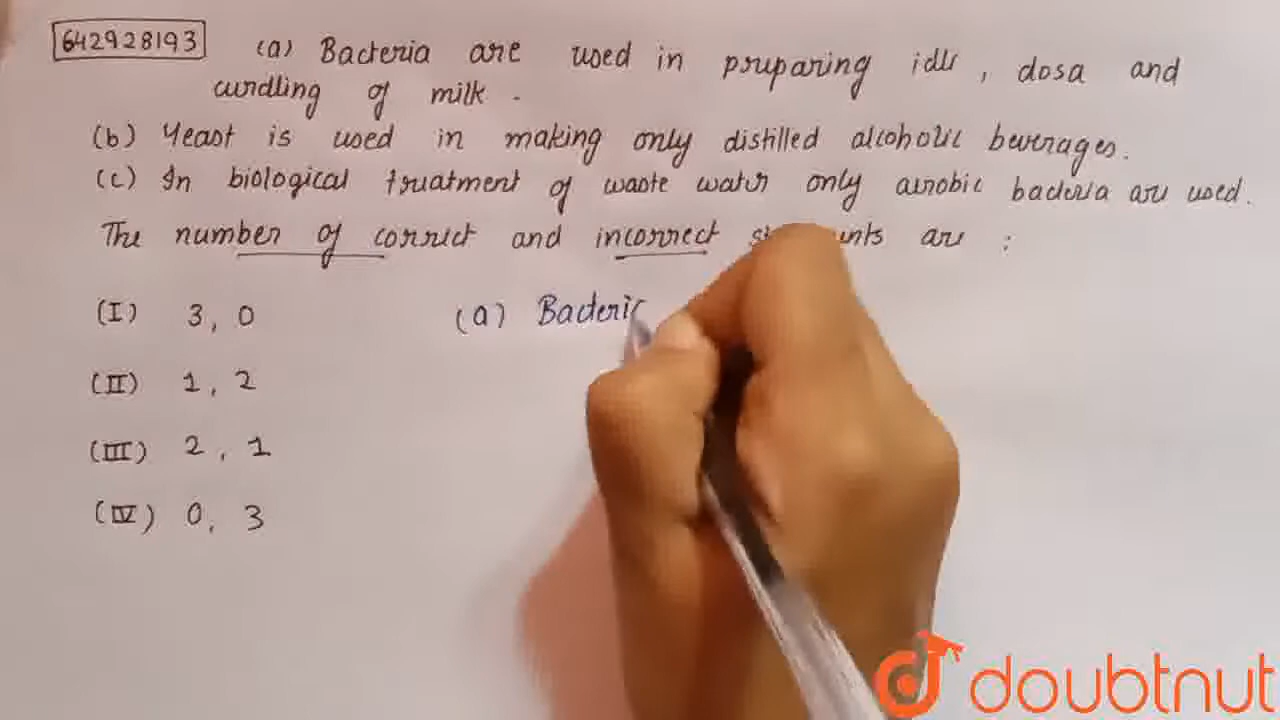 642928193
(a) Bacteria are used in preparing idli, dosa and
curdling of milk.
(b) Yeast is used in making only distilled alcoholic beverages.
(c) In biological treatment of waste water only aerobic bacteria are used.
The number of correct and incorrect are :
(I) 3, 0
(II) 1, 2
(III) 2, 1
(IV) 0, 3
(a) Bacteri
doubtnut